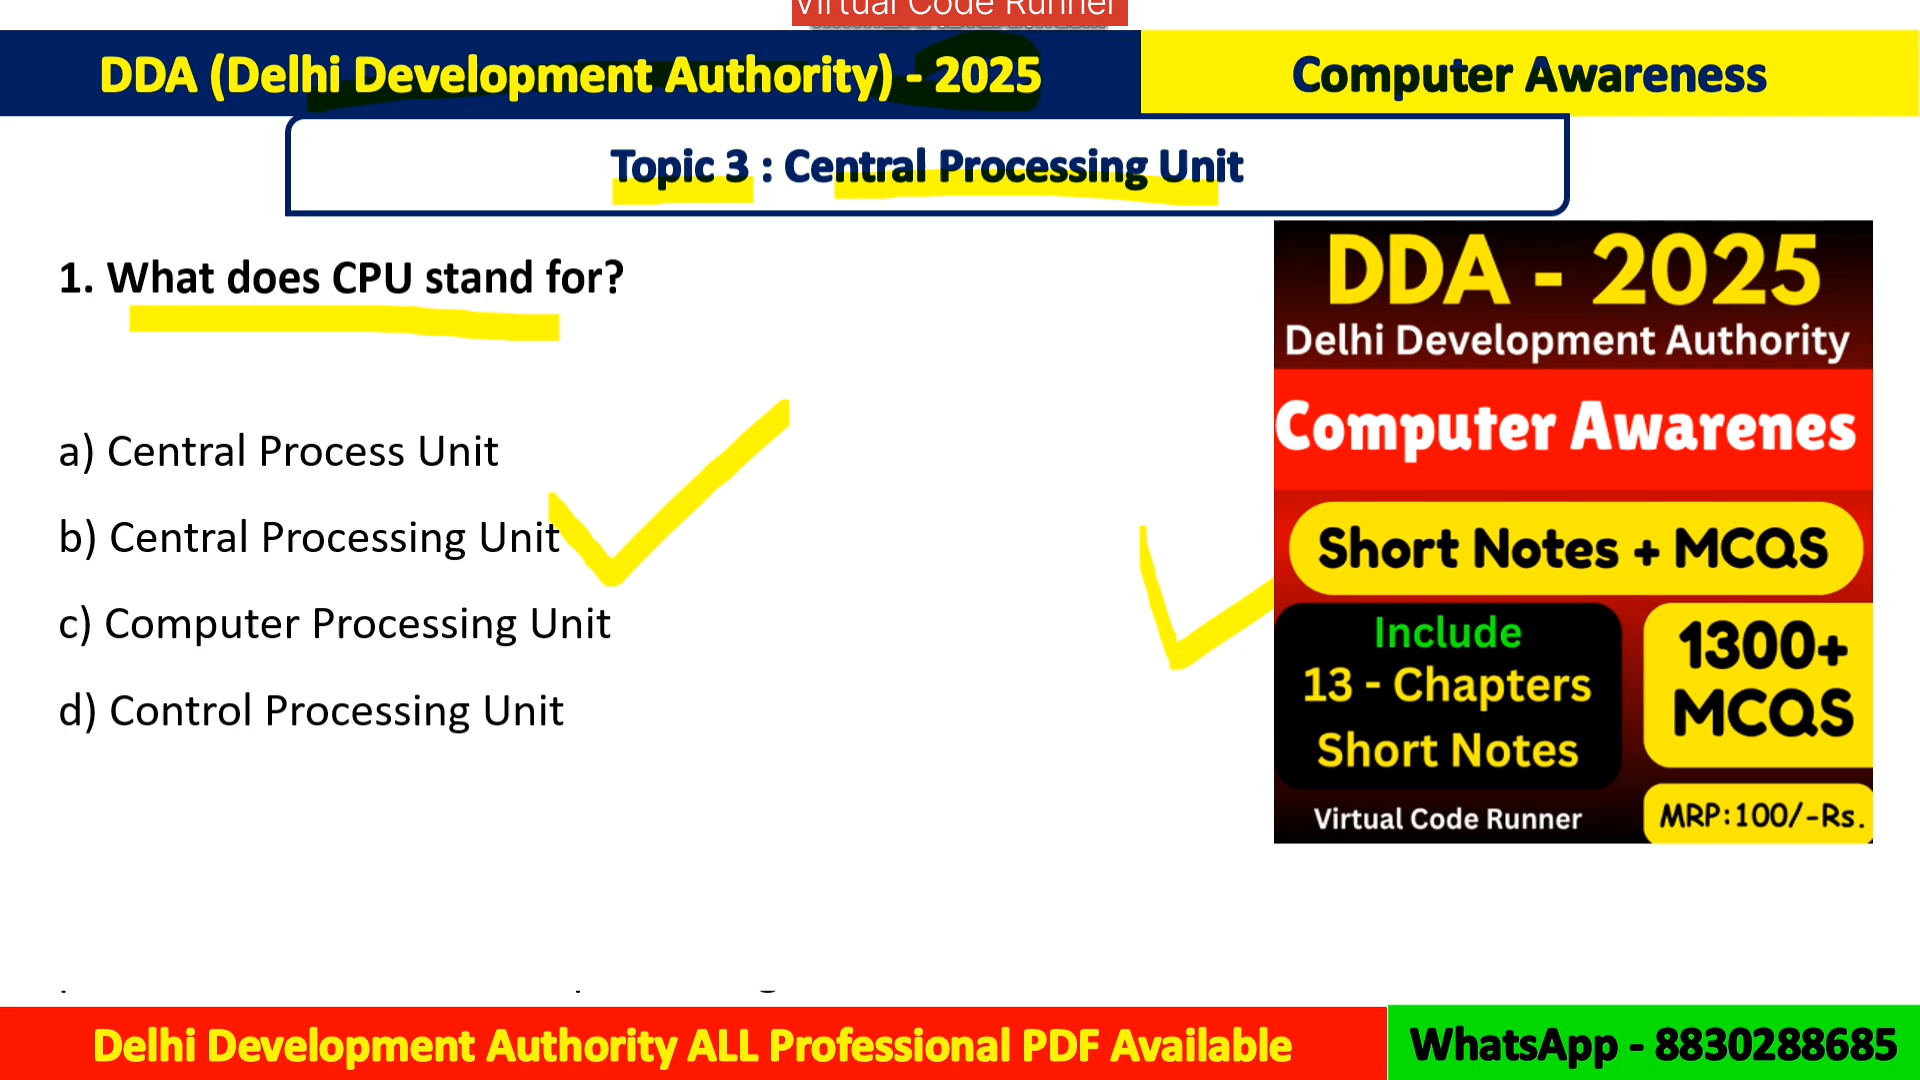 Virtual Code Runner
DDA (Delhi Development Authority) - 2025
Computer Awareness
Topic 3 : Central Processing Unit
1. What does CPU stand for?
a) Central Process Unit
b) Central Processing Unit
c) Computer Processing Unit
d) Control Processing Unit
DDA - 2025
Delhi Development Authority
Computer Awarenes
Short Notes + MCQS
Include
13 - Chapters
Short Notes
1300+
MCQS
Virtual Code Runner
MRP:100/-Rs.
Delhi Development Authority ALL Professional PDF Available
WhatsApp - 8830288685